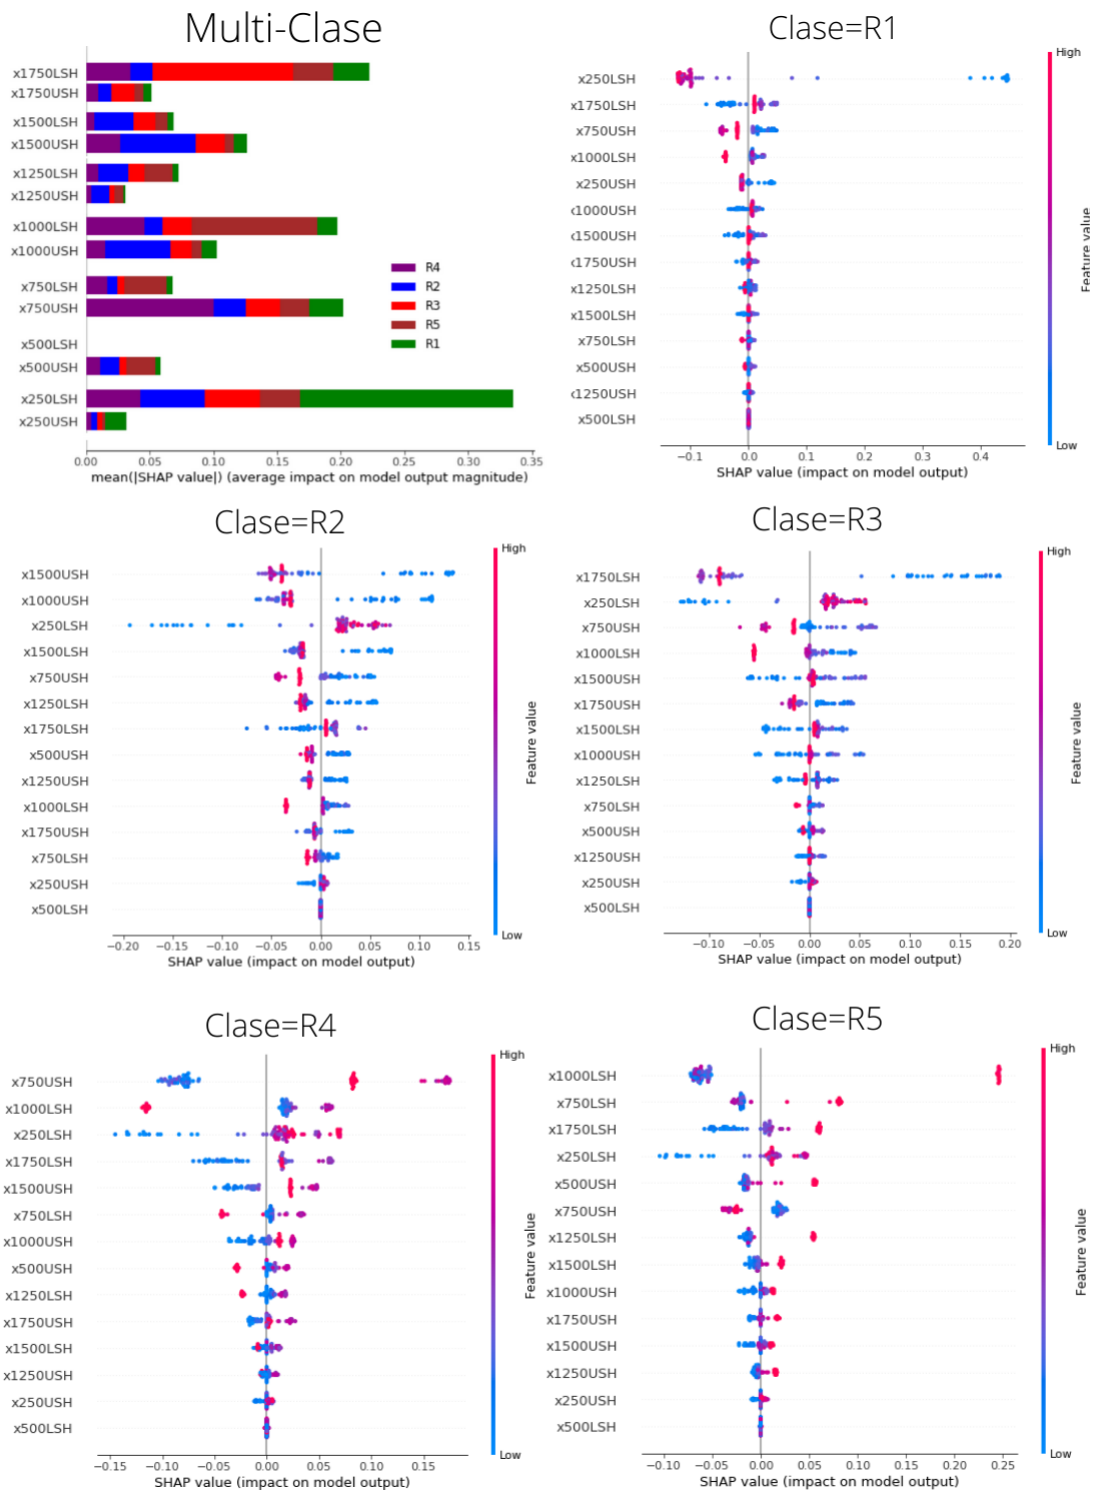 Multi-Clase
x1750LSH
x1750USH
x1500LSH
x1500USH
x1250LSH
x1250USH
x1000LSH
x1000USH
x750LSH
x750USH
x500LSH
x500USH
x250LSH
x250USH
R4
R2
R3
R5
R1
0.00 0.05 0.10 0.15 0.20 0.25 0.30 0.35
mean(|SHAP value|) (average impact on model output magnitude)
Clase=R1
High
x250LSH
x1750LSH
x750USH
x1000LSH
x250USH
x1000USH
x1500USH
x1750USH
x1250LSH
x1500LSH
x750LSH
x500USH
x1250USH
x500LSH
Low
Feature value
−0.1 0.0 0.1 0.2 0.3 0.4
SHAP value (impact on model output)
Clase=R2
High
x1500USH
x1000USH
x250LSH
x1500LSH
x750USH
x1250LSH
x1750LSH
x500USH
x1250USH
x1000LSH
x1750USH
x750LSH
x250USH
x500LSH
Low
Feature value
−0.20 −0.15 −0.10 −0.05 0.00 0.05 0.10 0.15
SHAP value (impact on model output)
Clase=R3
High
x1750LSH
x250LSH
x750USH
x1000LSH
x1500USH
x1750USH
x1500LSH
x1000USH
x1250LSH
x750LSH
x500USH
x1250USH
x250USH
x500LSH
Low
Feature value
−0.10 −0.05 0.00 0.05 0.10 0.15 0.20
SHAP value (impact on model output)
Clase=R4
High
x750USH
x1000LSH
x250LSH
x1750LSH
x1500USH
x750LSH
x1000USH
x500USH
x1250LSH
x1750USH
x1500LSH
x1250USH
x250USH
x500LSH
Low
Feature value
−0.15 −0.10 −0.05 0.00 0.05 0.10 0.15
SHAP value (impact on model output)
Clase=R5
High
x1000LSH
x750LSH
x1750LSH
x250LSH
x500USH
x750USH
x1250LSH
x1500LSH
x1000USH
x1750USH
x1500USH
x1250USH
x250USH
x500LSH
Low
Feature value
−0.10 −0.05 0.00 0.05 0.10 0.15 0.20 0.25
SHAP value (impact on model output)